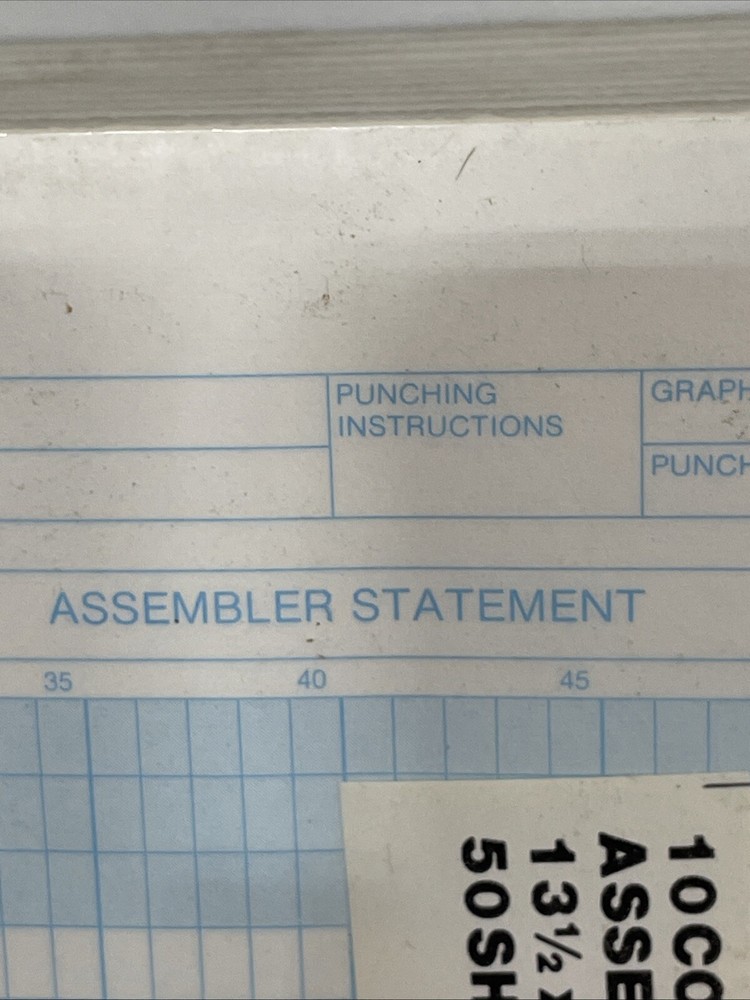 PUNCHING
INSTRUCTIONS
GRAPH
PUNCH
ASSEMBLER STATEMENT
35 40 45
10CO
ASSE
13½ x
50SH